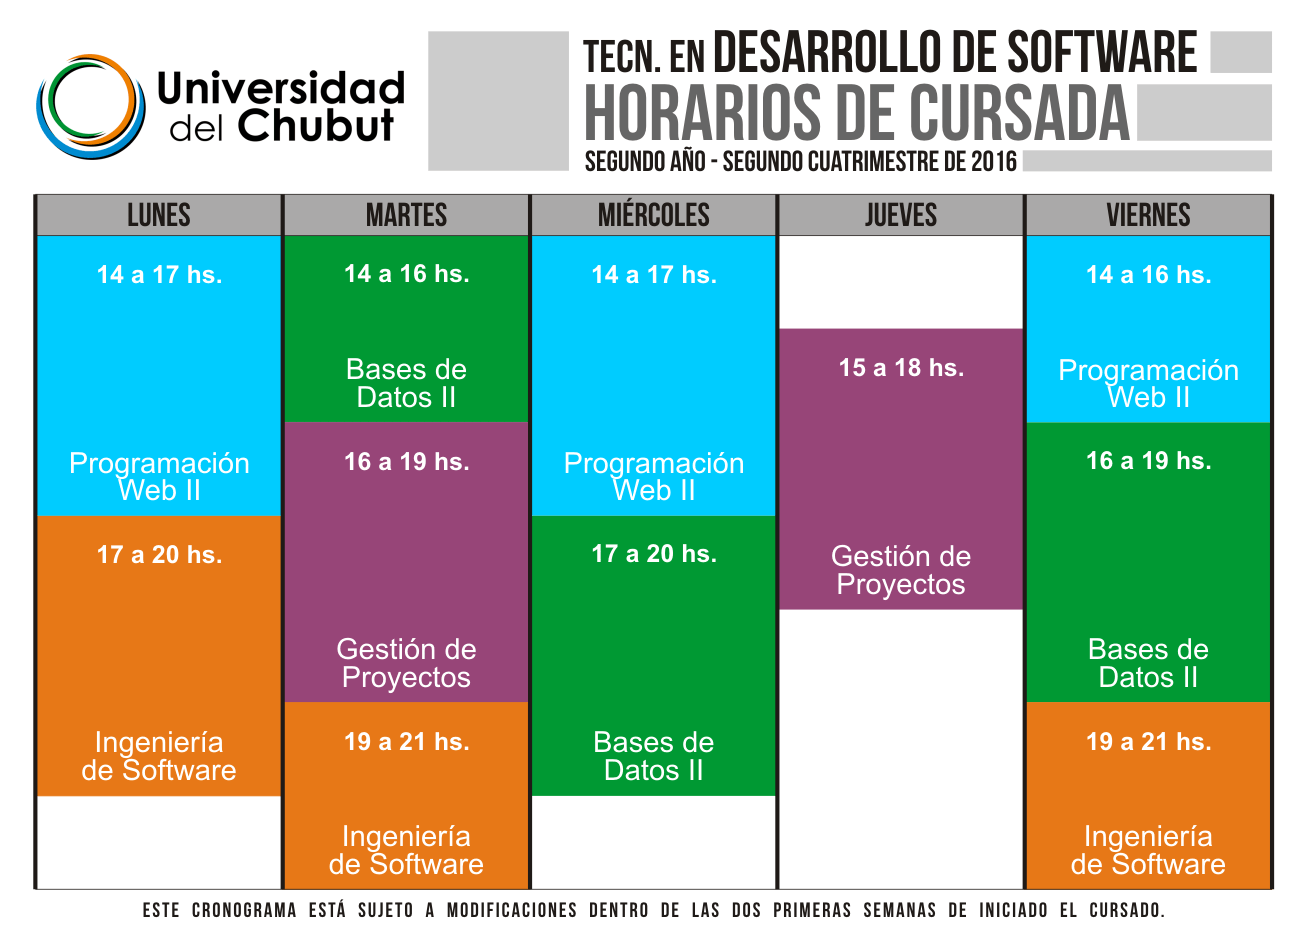 Universidad
del Chubut
TECN. EN DESARROLLO DE SOFTWARE
HORARIOS DE CURSADA
SEGUNDO AÑO - SEGUNDO CUATRIMESTRE DE 2016
LUNES
14 a 17 hs.
Programación
Web II
17 a 20 hs.
Ingeniería
de Software
MARTES
14 a 16 hs.
Bases de
Datos II
16 a 19 hs.
Gestión de
Proyectos
19 a 21 hs.
Ingeniería
de Software
MIÉRCOLES
14 a 17 hs.
Programación
Web II
17 a 20 hs.
Bases de
Datos II
JUEVES
15 a 18 hs.
Gestión de
Proyectos
VIERNES
14 a 16 hs.
Programación
Web II
16 a 19 hs.
Bases de
Datos II
19 a 21 hs.
Ingeniería
de Software
ESTE CRONOGRAMA ESTÁ SUJETO A MODIFICACIONES DENTRO DE LAS DOS PRIMERAS SEMANAS DE INICIADO EL CURSADO.